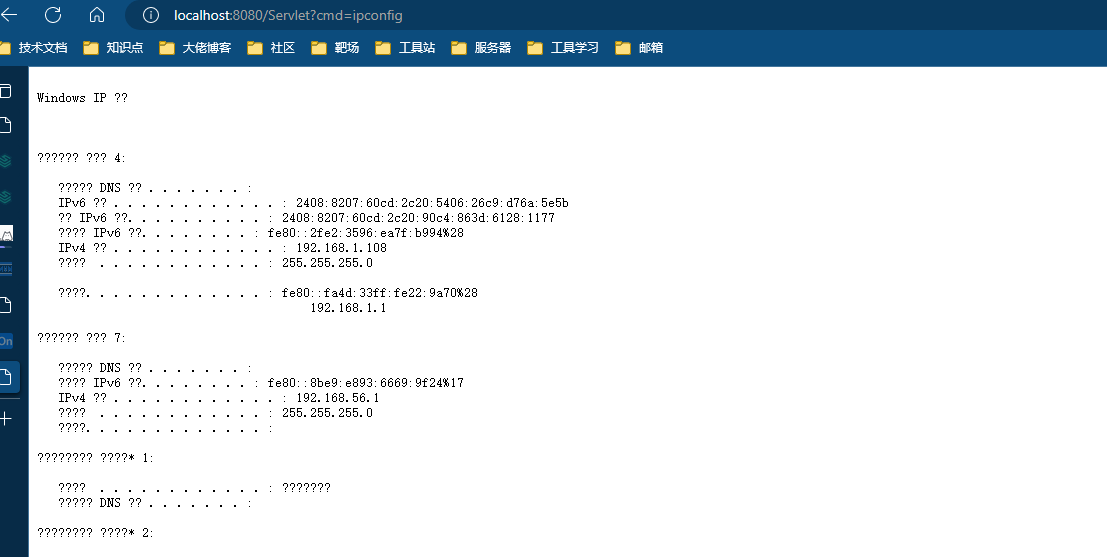 localhost:8080/Servlet?cmd=ipconfig
技术文档 知识点 大佬博客 社区 靶场 工具站 服务器 工具学习 邮箱
Windows IP ??
?????? ??? 4:
????? DNS ?? . . . . . . . :
IPv6 ?? . . . . . . . . . . . . : 2408:8207:60cd:2c20:5406:26c9:d76a:5e5b
?? IPv6 ??. . . . . . . . . . : 2408:8207:60cd:2c20:90c4:863d:6128:1177
???? IPv6 ??. . . . . . . . : fe80::2fe2:3596:ea7f:b994%28
IPv4 ?? . . . . . . . . . . . . : 192.168.1.108
???? . . . . . . . . . . . . : 255.255.255.0
????. . . . . . . . . . . . . : fe80::fa4d:33ff:fe22:9a70%28
192.168.1.1
?????? ??? 7:
????? DNS ?? . . . . . . . :
???? IPv6 ??. . . . . . . . : fe80::8be9:e893:6669:9f24%17
IPv4 ?? . . . . . . . . . . . . : 192.168.56.1
???? . . . . . . . . . . . . : 255.255.255.0
????. . . . . . . . . . . . . :
???????? ????* 1:
???? . . . . . . . . . . . . : ???????
????? DNS ?? . . . . . . . :
???????? ????* 2:
On